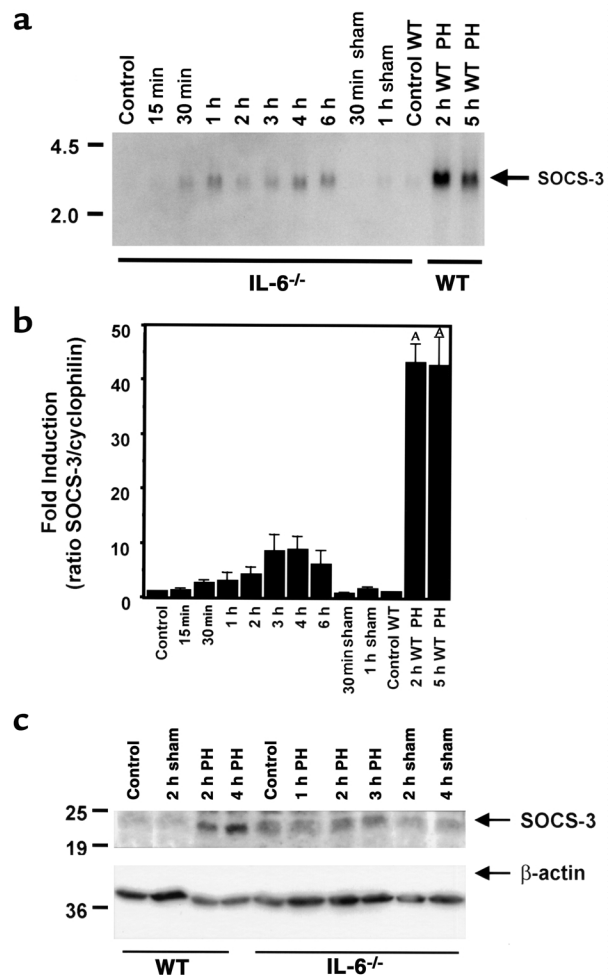 a
Control
15 min
30 min
1 h
2 h
3 h
4 h
6 h
30 min sham
1 h sham
Control WT
2 h WT PH
5 h WT PH
4.5
2.0
SOCS-3
IL-6-/-
WT
b
Fold Induction
(ratio SOCS-3/cyclophilin)
50
40
30
20
10
0
A
A
Control
15 min
30 min
1 h
2 h
3 h
4 h
6 h
30 min sham
1 h sham
Control WT
2 h WT PH
5 h WT PH
c
Control
2 h sham
2 h PH
4 h PH
Control
1 h PH
2 h PH
3 h PH
2 h sham
4 h sham
25
19
SOCS-3
β-actin
36
WT
IL-6-/-